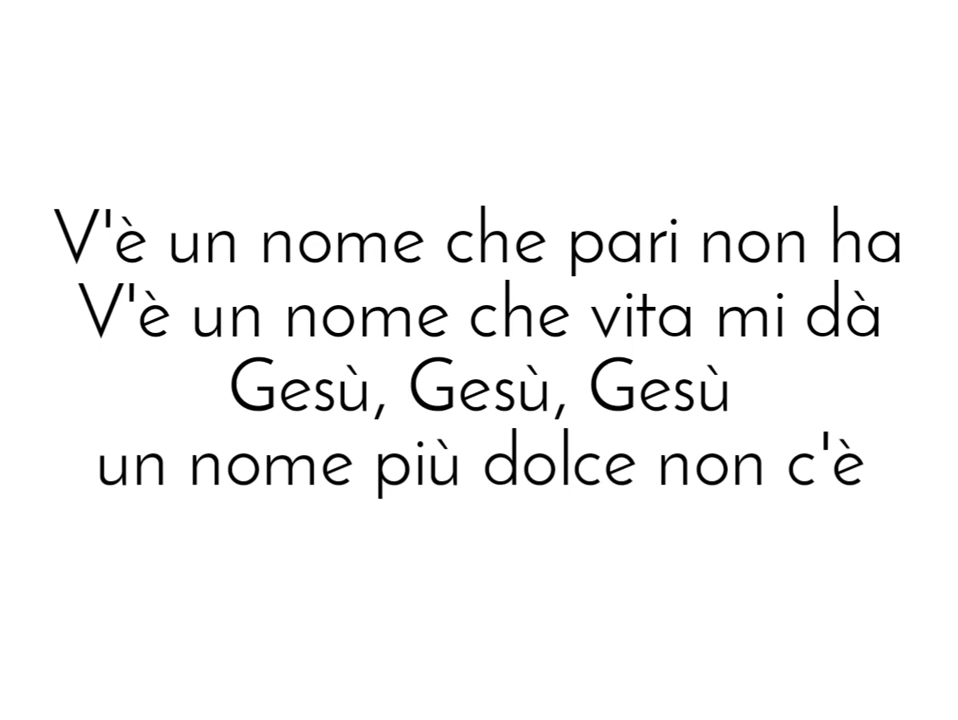 V'è un nome che pari non ha
V'è un nome che vita mi dà
Gesù, Gesù, Gesù
un nome più dolce non c'è